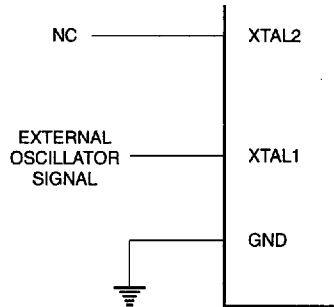 NC
XTAL2
EXTERNAL
OSCILLATOR
SIGNAL
XTAL1
GND